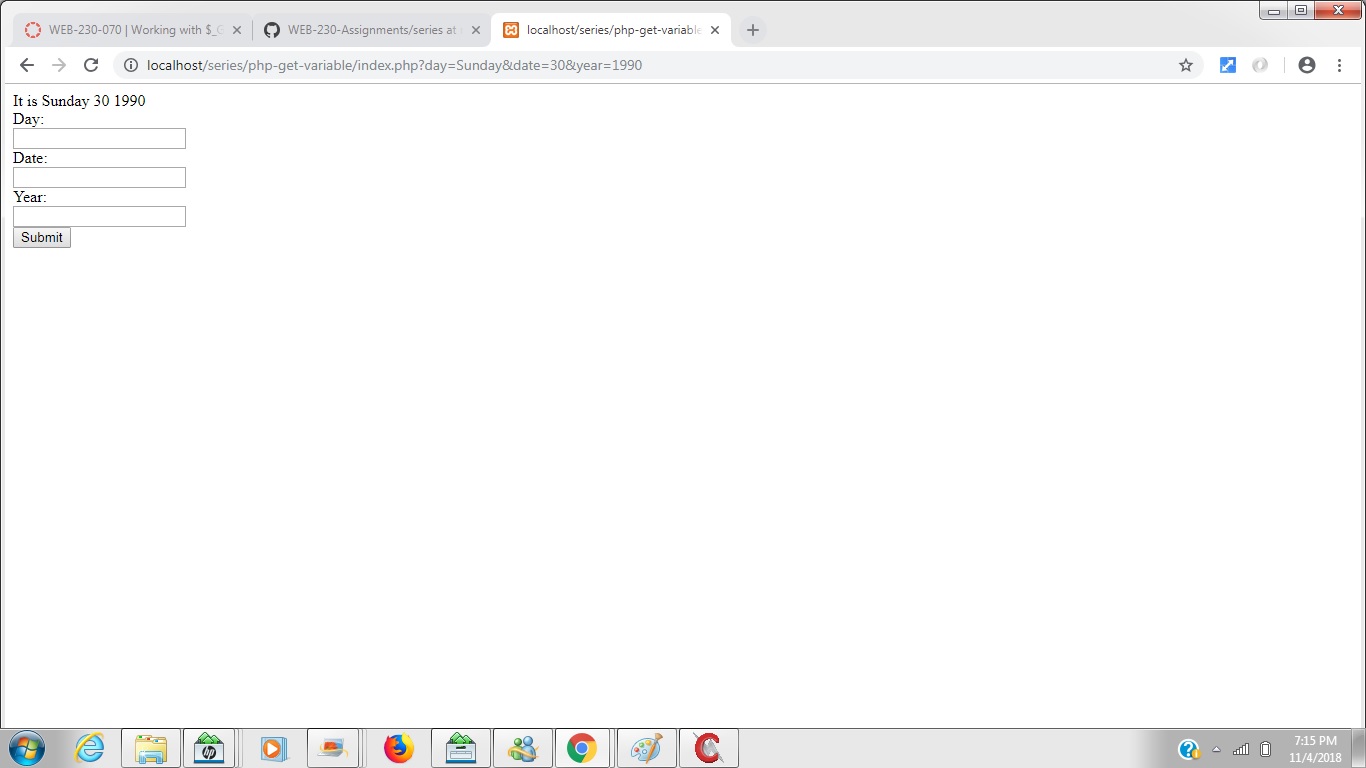 WEB-230-070 | Working with $_G
WEB-230-Assignments/series at
localhost/series/php-get-variable
localhost/series/php-get-variable/index.php?day=Sunday&date=30&year=1990
It is Sunday 30 1990
Day:
Date:
Year:
Submit
hp
7:15 PM
11/4/2018